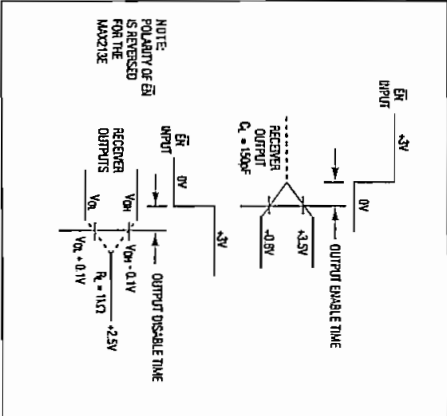 +3V
EN
INPUT
0V
OUTPUT ENABLE TIME
RECEIVER
OUTPUT
CL = 150pF
+3.5V
+0.8V
+3V
EN
INPUT
0V
OUTPUT DISABLE TIME
VOH
VOH - 0.1V
RECEIVER
OUTPUTS
+2.5V
VOL
RL = 1kΩ
VOL + 0.1V
NOTE:
POLARITY OF EN
IS REVERSED
FOR THE
MAX213E